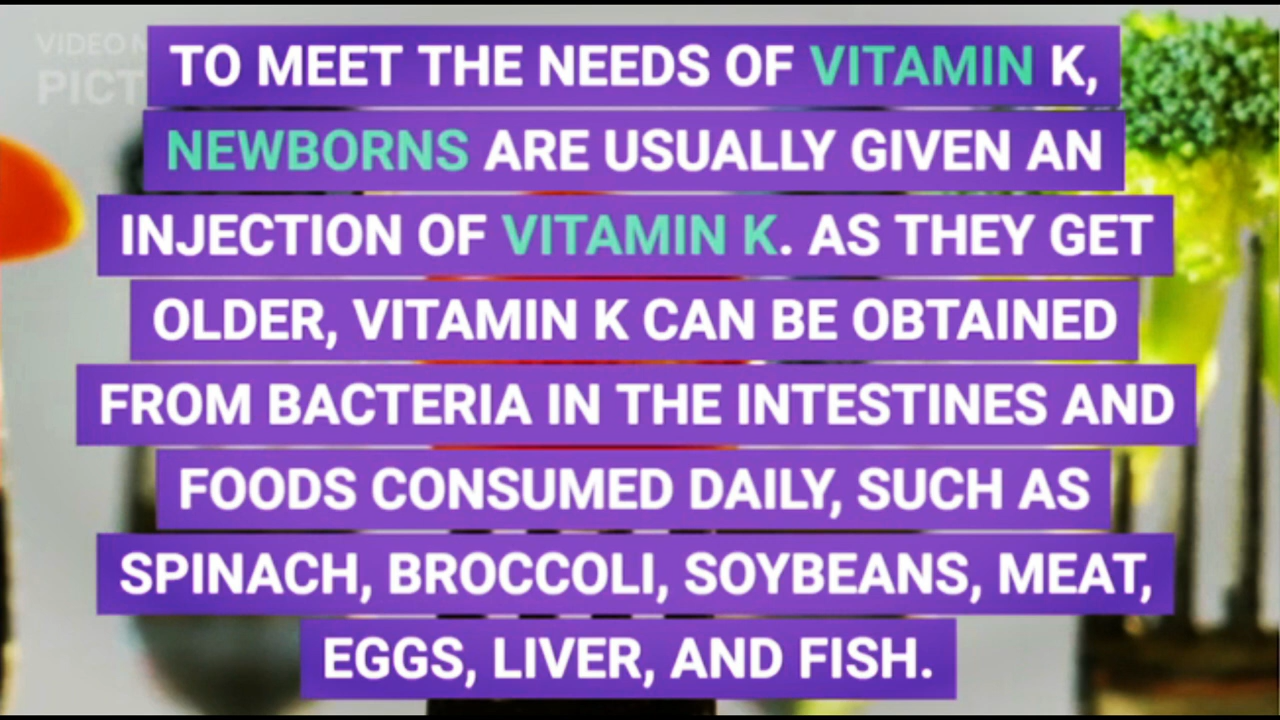 VIDEO
PICT
TO MEET THE NEEDS OF VITAMIN K,
NEWBORNS ARE USUALLY GIVEN AN
INJECTION OF VITAMIN K. AS THEY GET
OLDER, VITAMIN K CAN BE OBTAINED
FROM BACTERIA IN THE INTESTINES AND
FOODS CONSUMED DAILY, SUCH AS
SPINACH, BROCCOLI, SOYBEANS, MEAT,
EGGS, LIVER, AND FISH.